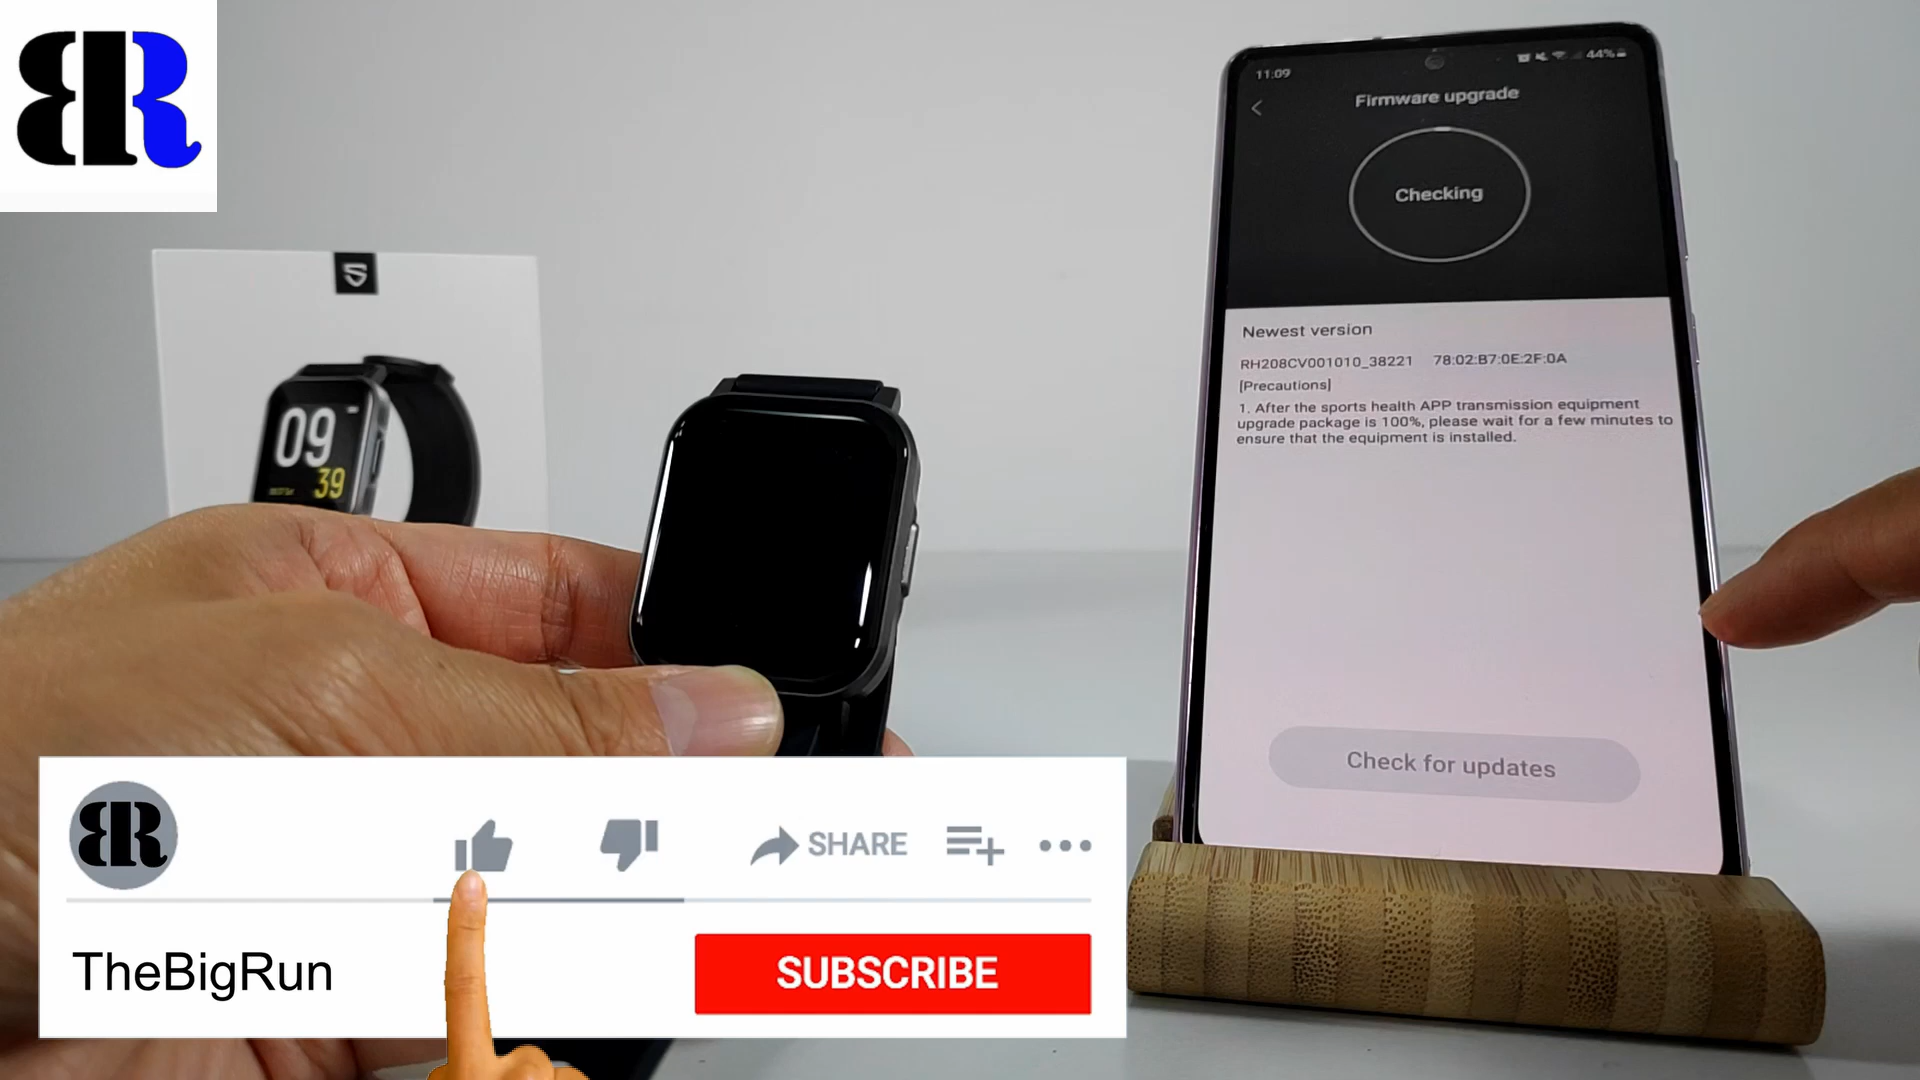 BR
11:09
44%
Firmware upgrade
Checking
Newest version
RH208CV001010_38221 78:02:B7:0E:2F:0A
[Precautions]
1. After the sports health APP transmission equipment
upgrade package is 100%, please wait for a few minutes to
ensure that the equipment is installed.
Check for updates
09
39
BR
SHARE
TheBigRun
SUBSCRIBE